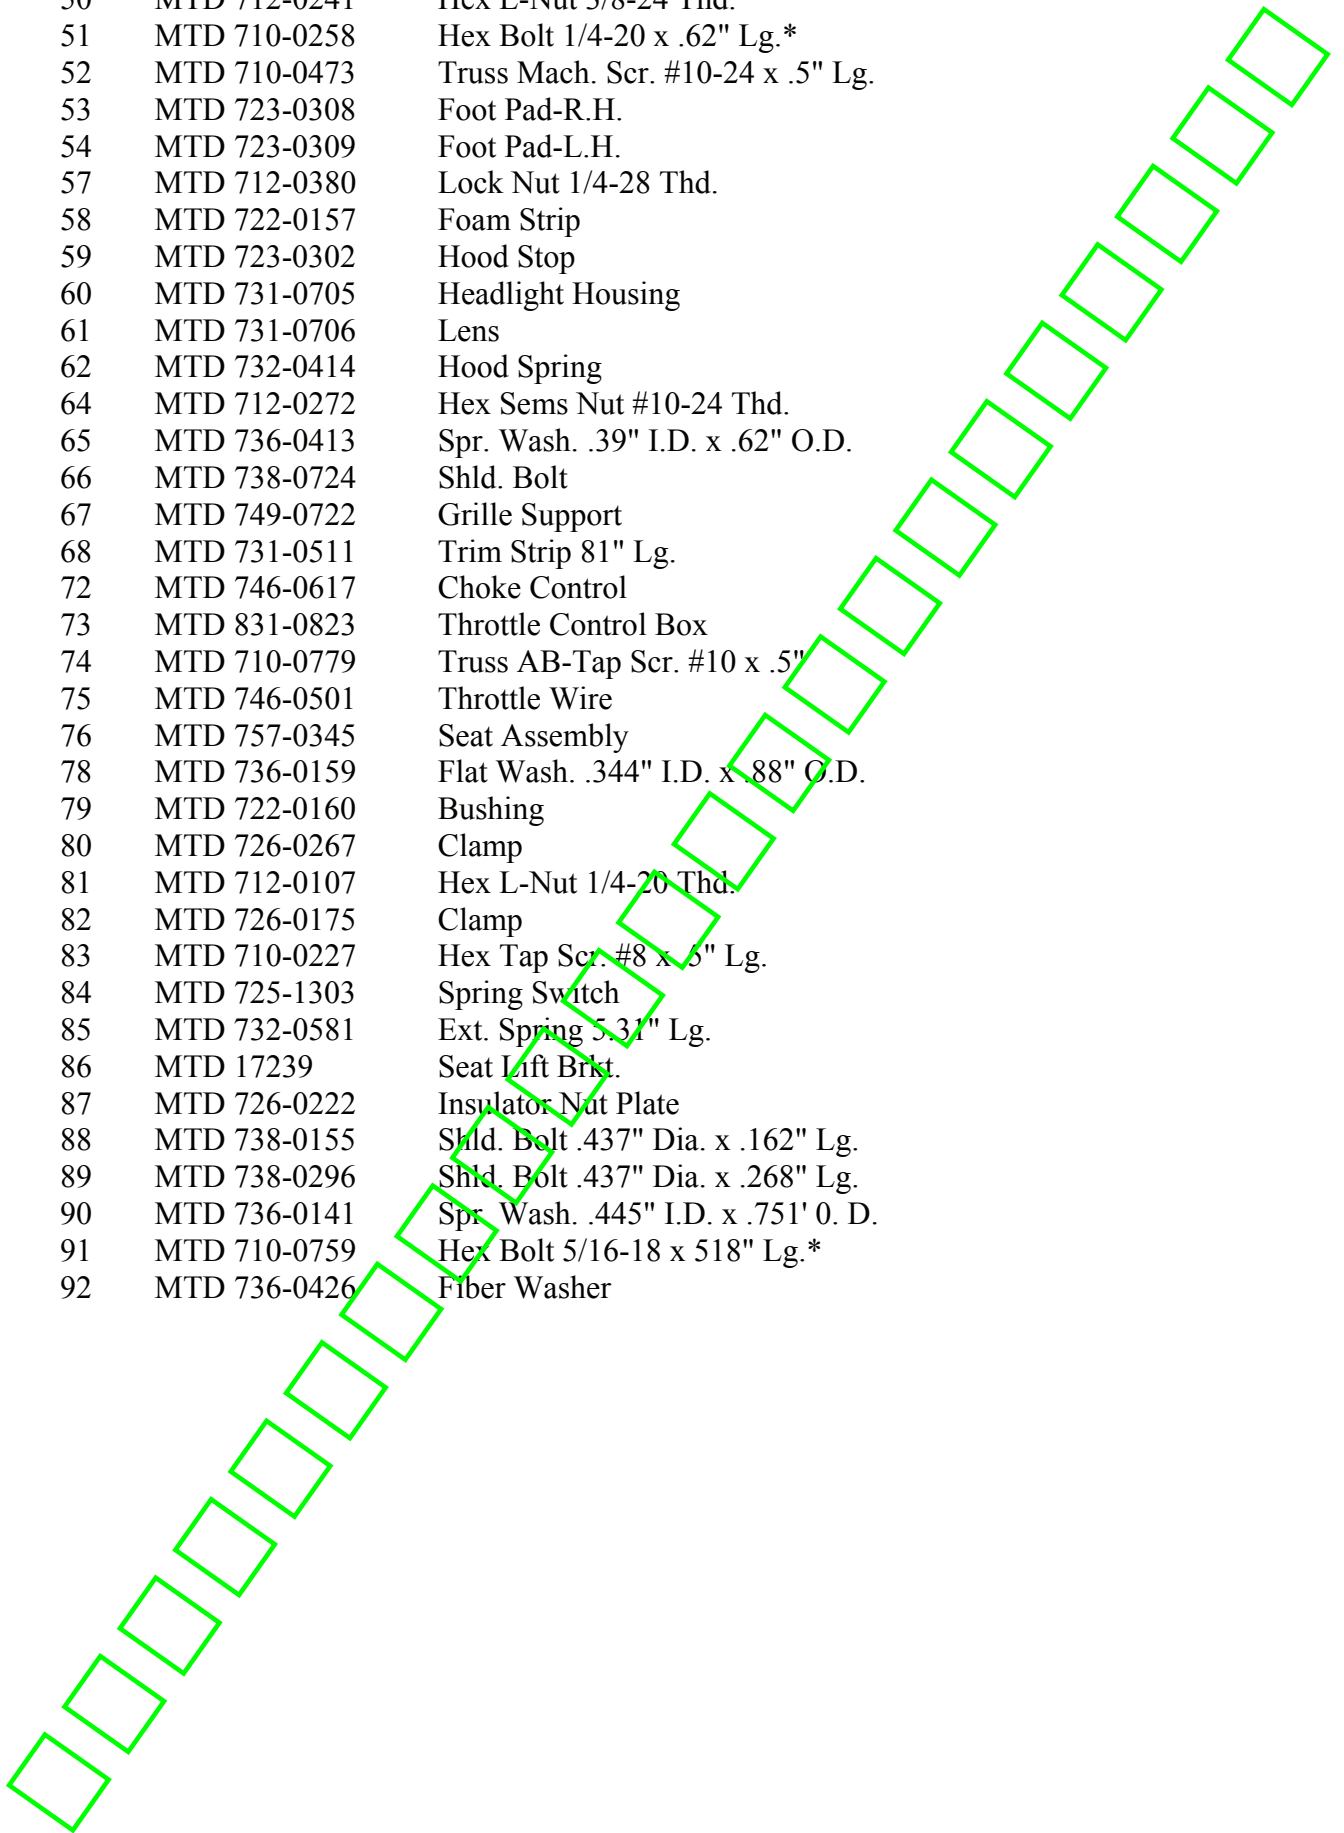 50 MTD 712-0241 Hex L-Nut 3/8-24 Thd.
51 MTD 710-0258 Hex Bolt 1/4-20 x .62" Lg.*
52 MTD 710-0473 Truss Mach. Scr. #10-24 x .5" Lg.
53 MTD 723-0308 Foot Pad-R.H.
54 MTD 723-0309 Foot Pad-L.H.
57 MTD 712-0380 Lock Nut 1/4-28 Thd.
58 MTD 722-0157 Foam Strip
59 MTD 723-0302 Hood Stop
60 MTD 731-0705 Headlight Housing
61 MTD 731-0706 Lens
62 MTD 732-0414 Hood Spring
64 MTD 712-0272 Hex Sems Nut #10-24 Thd.
65 MTD 736-0413 Spr. Wash. .39" I.D. x .62" O.D.
66 MTD 738-0724 Shld. Bolt
67 MTD 749-0722 Grille Support
68 MTD 731-0511 Trim Strip 81" Lg.
72 MTD 746-0617 Choke Control
73 MTD 831-0823 Throttle Control Box
74 MTD 710-0779 Truss AB-Tap Scr. #10 x .5"
75 MTD 746-0501 Throttle Wire
76 MTD 757-0345 Seat Assembly
78 MTD 736-0159 Flat Wash. .344" I.D. x .88" O.D.
79 MTD 722-0160 Bushing
80 MTD 726-0267 Clamp
81 MTD 712-0107 Hex L-Nut 1/4-20 Thd.
82 MTD 726-0175 Clamp
83 MTD 710-0227 Hex Tap Scr. #8 x .5" Lg.
84 MTD 725-1303 Spring Switch
85 MTD 732-0581 Ext. Spring 5.31" Lg.
86 MTD 17239 Seat Lift Brkt.
87 MTD 726-0222 Insulator Nut Plate
88 MTD 738-0155 Shld. Bolt .437" Dia. x .162" Lg.
89 MTD 738-0296 Shld. Bolt .437" Dia. x .268" Lg.
90 MTD 736-0141 Spr. Wash. .445" I.D. x .751' 0. D.
91 MTD 710-0759 Hex Bolt 5/16-18 x 518" Lg.*
92 MTD 736-0426 Fiber Washer